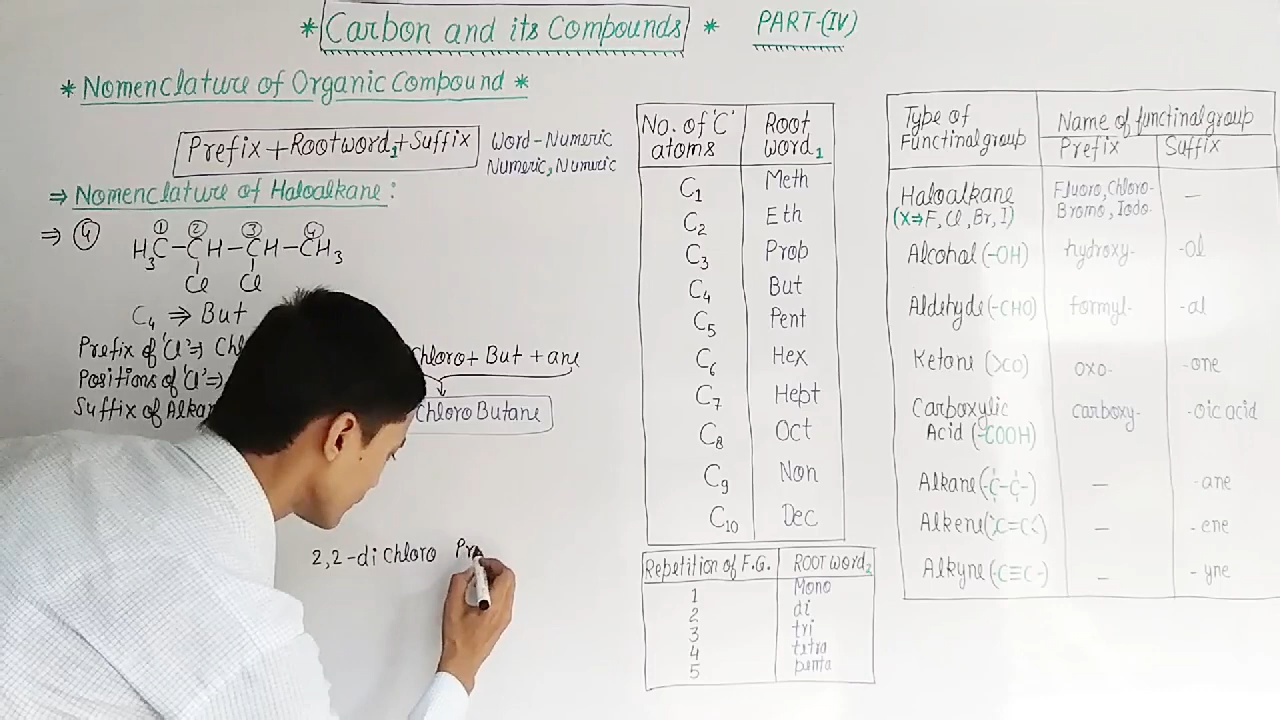 * Carbon and its Compounds * PART-(IV)
* Nomenclature of Organic Compound *
Prefix + Rootword₁ + Suffix
Word - Numeric
Numeric, Numeric
⇒ Nomenclature of Haloalkane :
⇒ (4) ① ② ③ ④
H₃C-CH-CH-CH₃
Cl Cl
C₄ ⇒ But
Prefix of 'Cl' ⇒
Positions of 'Cl' ⇒
Suffix of
Chloro + But + ane
Chloro Butane
2,2-di Chloro
No. of 'C' atoms Root word₁
C₁ Meth
C₂ Eth
C₃ Prop
C₄ But
C₅ Pent
C₆ Hex
C₇ Hept
C₈ Oct
C₉ Non
C₁₀ Dec
Repetition of F.G. ROOT word₂
1 Mono
2 di
3 tri
4 tetra
5 penta
Type of Functinal group Name of functinal group
Prefix Suffix
Haloalkane Fluoro, Chloro- —
(X⇒F, Cl, Br, I) Bromo, Iodo-
Alcohal (-OH) hydroxy- -ol
Aldehyde (-CHO) formyl- -al
Ketone (>CO) oxo- -one
Carboxylic carboxy- -oic acid
Acid (-COOH)
Alkane (-C-C-) — -ane
Alkene (>C=C<) — -ene
Alkyne (-C≡C-) — -yne